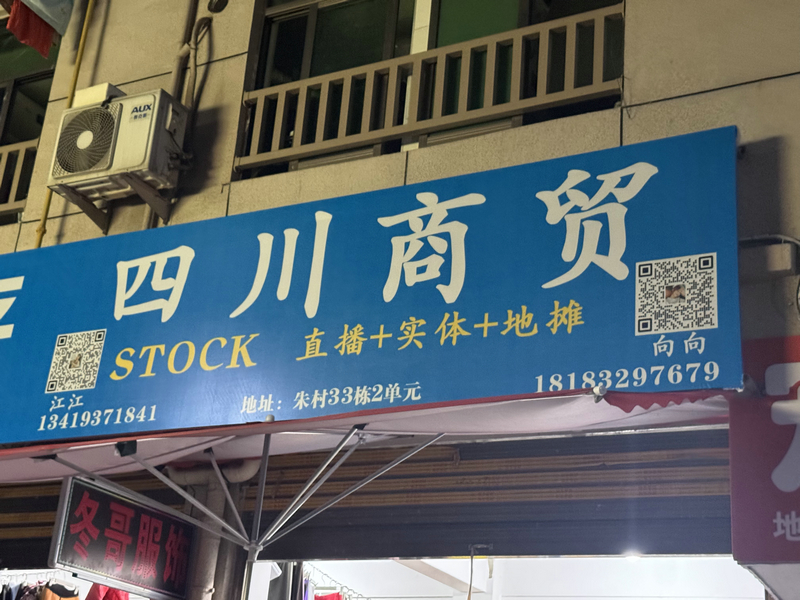 AUX
四川商贸
STOCK 直播+实体+地摊
江江
13419371841
地址：朱村33栋2单元
向向
18183297679
冬哥服饰
地